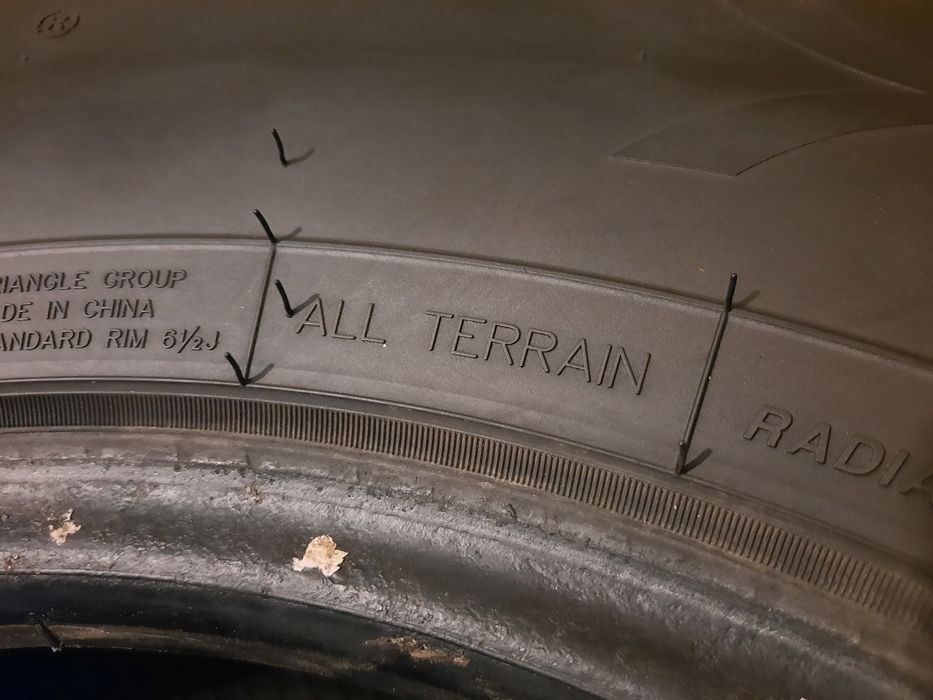 RIANGLE GROUP
DE IN CHINA
ANDARD RIM 6½J
ALL TERRAIN
RADIA